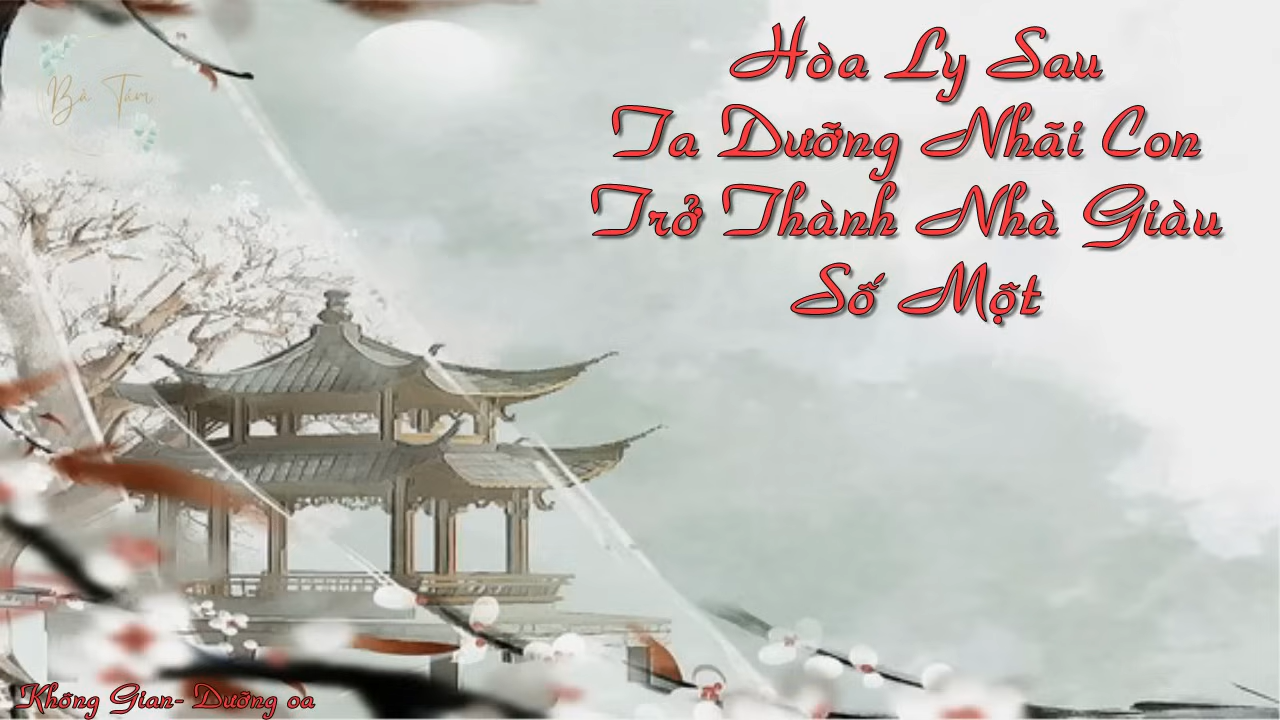 Bà Tám
Hòa Ly Sau
Ta Dưỡng Nhãi Con
Trở Thành Nhà Giàu
Số Một
Không Gian- Dưỡng oa